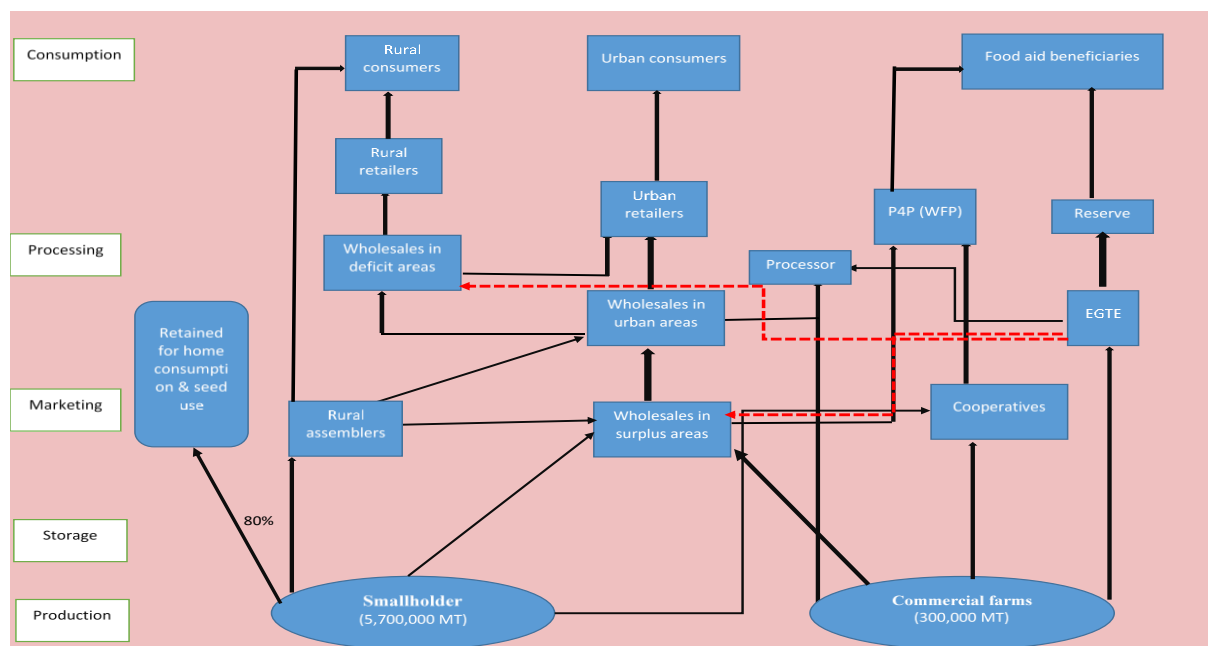 Consumption
Rural
consumers
Urban consumers
Food aid beneficiaries
Rural
retailers
Urban
retailers
P4P (WFP)
Reserve
Processing
Wholesales in
deficit areas
Processor
Wholesales in
urban areas
EGTE
Retained
for home
consumpti
on & seed
use
Marketing
Rural
assemblers
Wholesales in
surplus areas
Cooperatives
80%
Storage
Production
Smallholder
(5,700,000 MT)
Commercial farms
(300,000 MT)